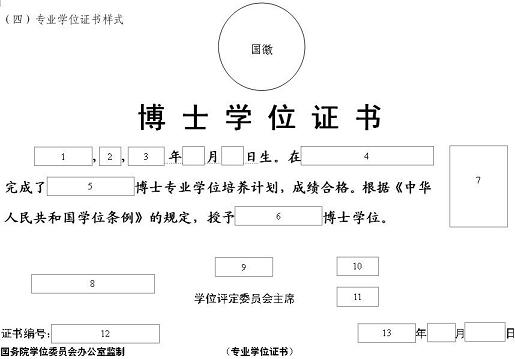 （四）专业学位证书样式
国徽
博士学位证书
1，2，3年月日生。在4
完成了5博士专业学位培养计划，成绩合格。根据《中华
7
人民共和国学位条例》的规定，授予6博士学位。
9 10
8
学位评定委员会主席 11
证书编号：12 13年月日
国务院学位委员会办公室监制 （专业学位证书）